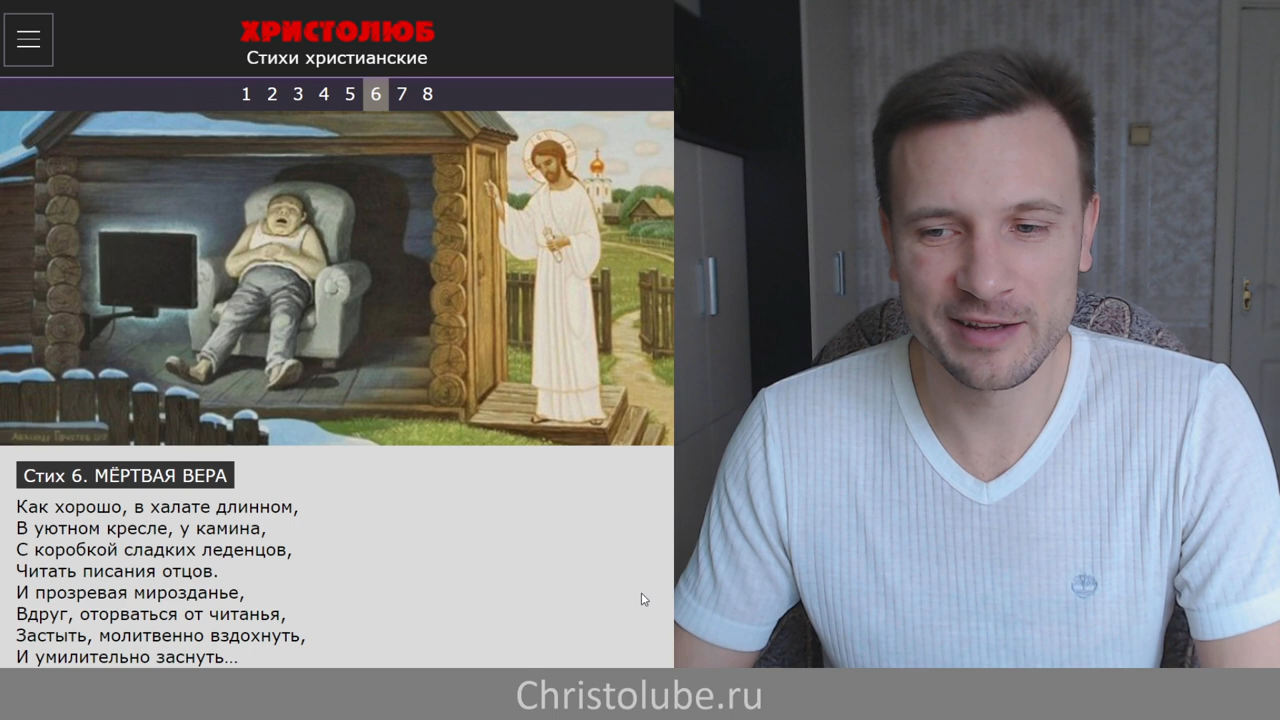 ХРИСТОЛЮБ
Стихи христианские
1 2 3 4 5 6 7 8
Стих 6. МЁРТВАЯ ВЕРА
Как хорошо, в халате длинном,
В уютном кресле, у камина,
С коробкой сладких леденцов,
Читать писания отцов.
И прозревая мирозданье,
Вдруг, оторваться от читанья,
Застыть, молитвенно вздохнуть,
И умилительно заснуть…
Christolube.ru